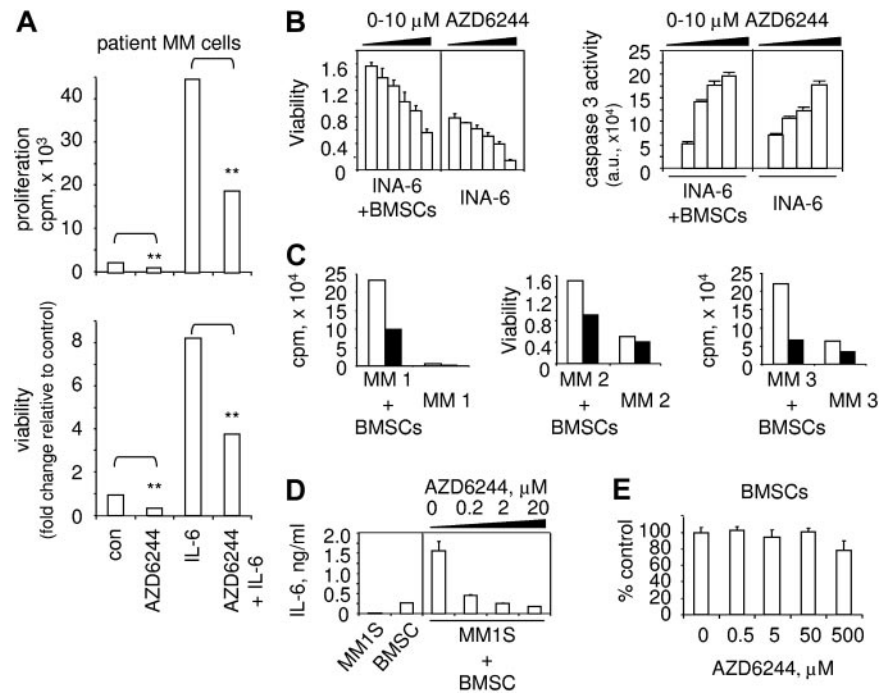 A
patient MM cells
proliferation
cpm, x 10³
40
30
20
10
0
**
**
viability
(fold change relative to control)
8
6
4
2
0
**
**
con
AZD6244
IL-6
AZD6244
+ IL-6
B
0-10 μM AZD6244
Viability
1.6
1.2
0.8
0.4
0
INA-6
+BMSCs
INA-6
0-10 μM AZD6244
caspase 3 activity
(a.u., x10⁴)
25
20
15
10
5
0
INA-6
+BMSCs
INA-6
C
cpm, x 10⁴
25
20
15
10
5
0
MM 1
+
BMSCs
MM 1
Viability
1.6
1.2
0.8
0.4
0
MM 2
+
BMSCs
MM 2
cpm, x 10⁴
25
20
15
10
5
0
MM 3
+
BMSCs
MM 3
D
AZD6244, μM
0 0.2 2 20
IL-6, ng/ml
2.0
1.5
1.0
0.5
0
MM1S
BMSC
MM1S
+
BMSC
E
BMSCs
% control
100
80
60
40
20
0
0 0.5 5 50 500
AZD6244, μM